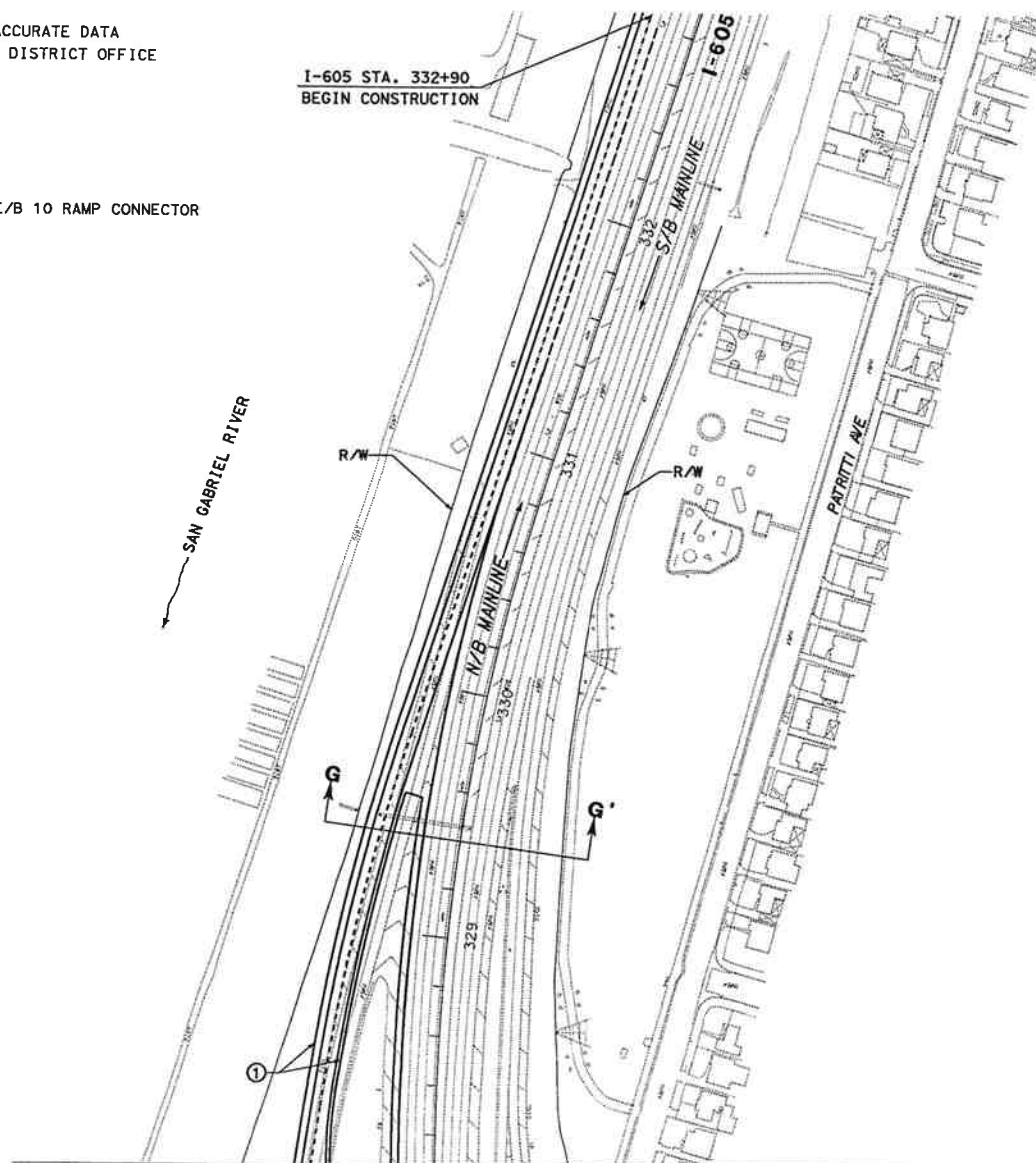 ACCURATE DATA
DISTRICT OFFICE
I-605 STA. 332+90
BEGIN CONSTRUCTION
I-605
/B 10 RAMP CONNECTOR
332
S/B MAINLINE
SAN GABRIEL RIVER
R/W
331
R/W
PATRITTI AVE
N/B MAINLINE
330
G
G'
329
1